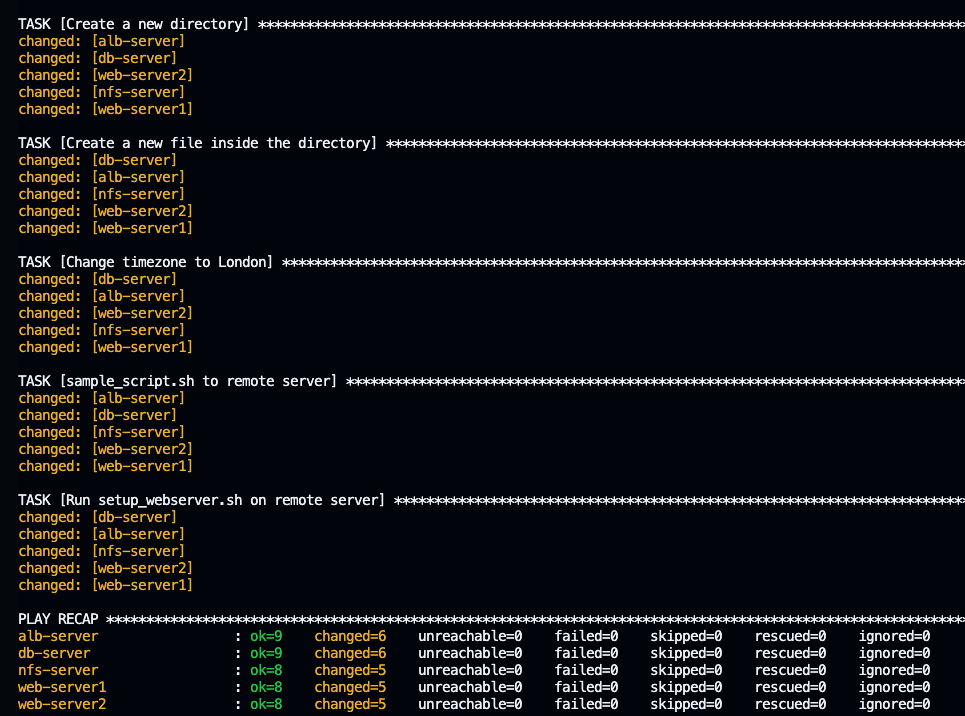 TASK [Create a new directory] ****************************************************************************************
changed: [alb-server]
changed: [db-server]
changed: [web-server2]
changed: [nfs-server]
changed: [web-server1]
TASK [Create a new file inside the directory] ************************************************************************
changed: [db-server]
changed: [alb-server]
changed: [nfs-server]
changed: [web-server2]
changed: [web-server1]
TASK [Change timezone to London] *************************************************************************************
changed: [db-server]
changed: [alb-server]
changed: [web-server2]
changed: [nfs-server]
changed: [web-server1]
TASK [sample_script.sh to remote server] *****************************************************************************
changed: [alb-server]
changed: [db-server]
changed: [nfs-server]
changed: [web-server2]
changed: [web-server1]
TASK [Run setup_webserver.sh on remote server] ***********************************************************************
changed: [db-server]
changed: [alb-server]
changed: [nfs-server]
changed: [web-server2]
changed: [web-server1]
PLAY RECAP ***********************************************************************************************************
alb-server : ok=9 changed=6 unreachable=0 failed=0 skipped=0 rescued=0 ignored=0
db-server : ok=9 changed=6 unreachable=0 failed=0 skipped=0 rescued=0 ignored=0
nfs-server : ok=8 changed=5 unreachable=0 failed=0 skipped=0 rescued=0 ignored=0
web-server1 : ok=8 changed=5 unreachable=0 failed=0 skipped=0 rescued=0 ignored=0
web-server2 : ok=8 changed=5 unreachable=0 failed=0 skipped=0 rescued=0 ignored=0